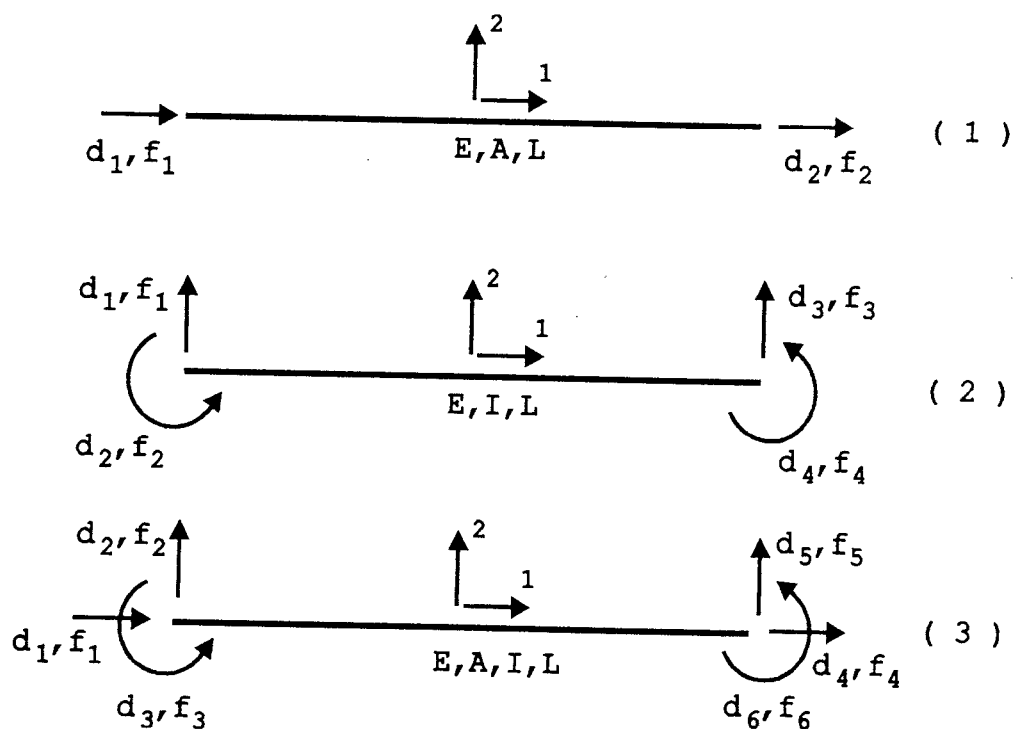 2
1
d₁,f₁
E,A,L
d₂,f₂
( 1 )
d₁,f₁
2
1
d₃,f₃
E,I,L
( 2 )
d₂,f₂
d₄,f₄
d₂,f₂
2
1
d₅,f₅
d₁,f₁
E,A,I,L
d₄,f₄
( 3 )
d₃,f₃
d₆,f₆